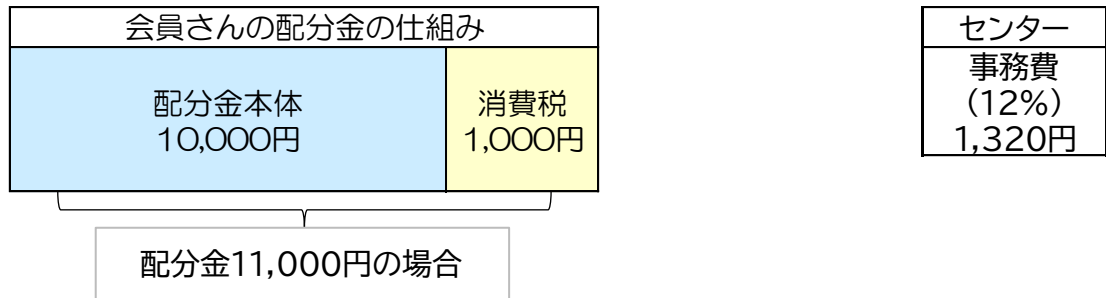 会員さんの配分金の仕組み
配分金本体
10,000円
消費税
1,000円
配分金11,000円の場合
センター
事務費
(12%)
1,320円